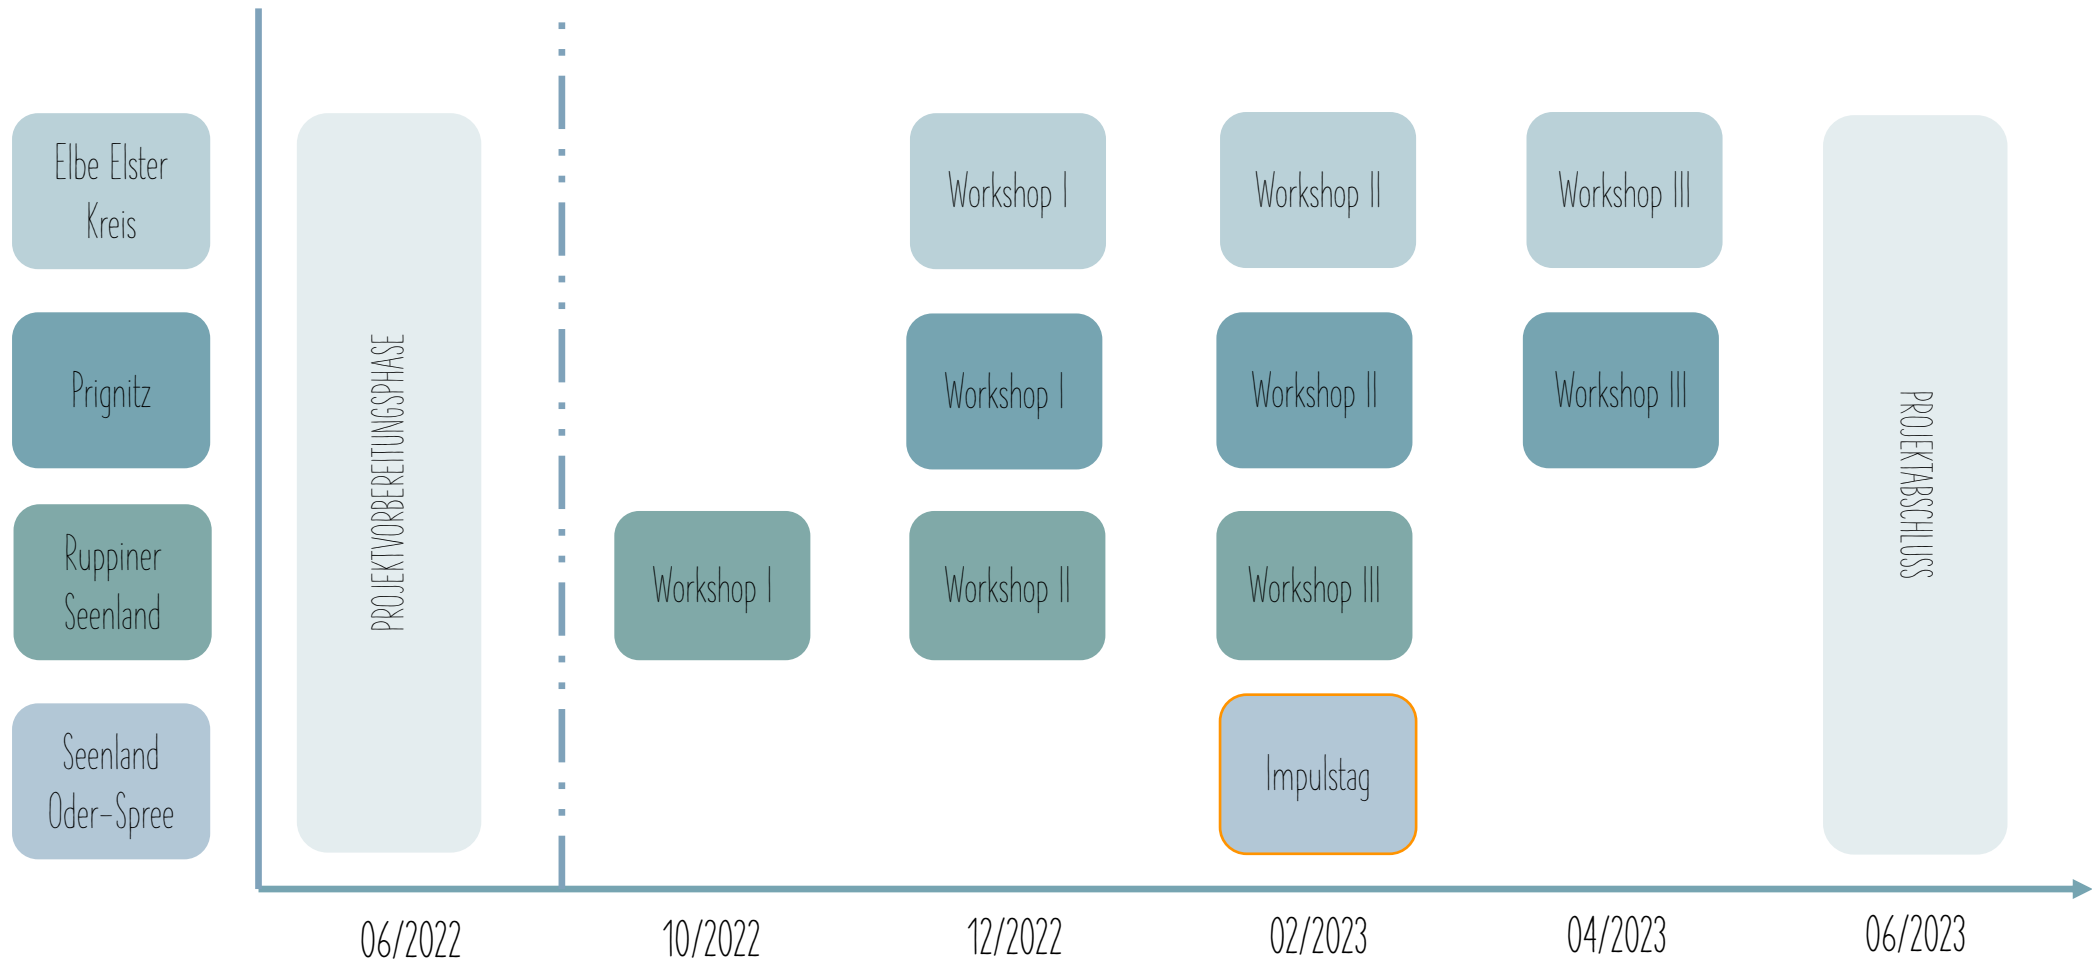 Elbe Elster
Kreis
Workshop I
Workshop II
Workshop III
Prignitz
Workshop I
Workshop II
Workshop III
Ruppiner
Seenland
Workshop I
Workshop II
Workshop III
Seenland
Oder-Spree
Impulstag
PROJEKTVORBEREITUNGSPHASE
PROJEKTABSCHLUSS
06/2022
10/2022
12/2022
02/2023
04/2023
06/2023